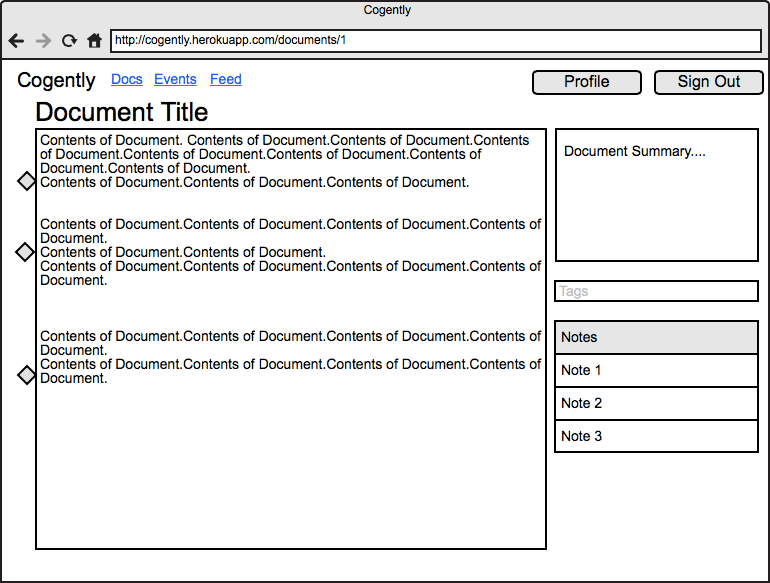 Cogently
http://cogently.herokuapp.com/documents/1
Cogently Docs Events Feed Profile Sign Out
Document Title
Contents of Document. Contents of Document.Contents of Document.Contents
of Document.Contents of Document.Contents of Document.Contents of
Document.Contents of Document.
Contents of Document.Contents of Document.Contents of Document.
Contents of Document.Contents of Document.Contents of Document.Contents of
Document.
Contents of Document.Contents of Document.
Contents of Document.Contents of Document.Contents of Document.Contents of
Document.
Contents of Document.Contents of Document.Contents of Document.Contents of
Document.
Contents of Document.Contents of Document.Contents of Document.Contents of
Document.
Document Summary....
Tags
Notes
Note 1
Note 2
Note 3